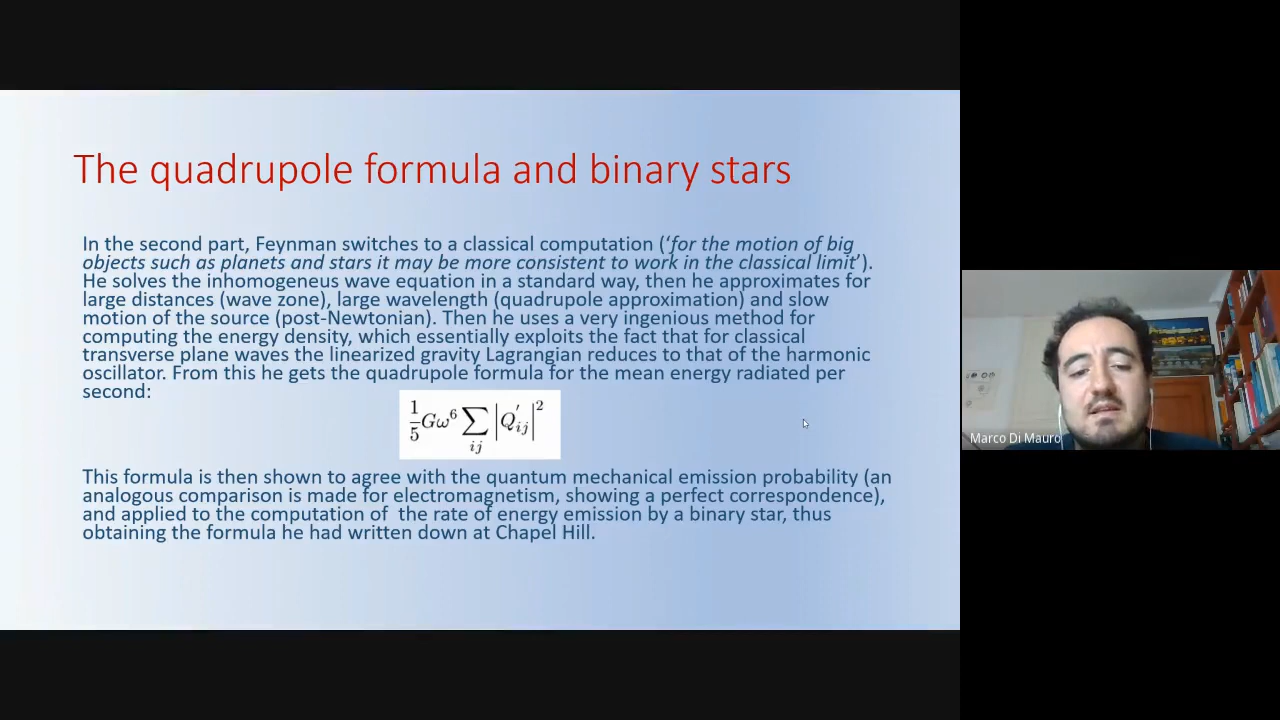 The quadrupole formula and binary stars
In the second part, Feynman switches to a classical computation (‘for the motion of big
objects such as planets and stars it may be more consistent to work in the classical limit’).
He solves the inhomogeneus wave equation in a standard way, then he approximates for
large distances (wave zone), large wavelength (quadrupole approximation) and slow
motion of the source (post-Newtonian). Then he uses a very ingenious method for
computing the energy density, which essentially exploits the fact that for classical
transverse plane waves the linearized gravity Lagrangian reduces to that of the harmonic
oscillator. From this he gets the quadrupole formula for the mean energy radiated per
second:
1/5 Gω⁶ ∑ij |Q'ij|²
This formula is then shown to agree with the quantum mechanical emission probability (an
analogous comparison is made for electromagnetism, showing a perfect correspondence),
and applied to the computation of  the rate of energy emission by a binary star, thus
obtaining the formula he had written down at Chapel Hill.
Marco Di Mauro